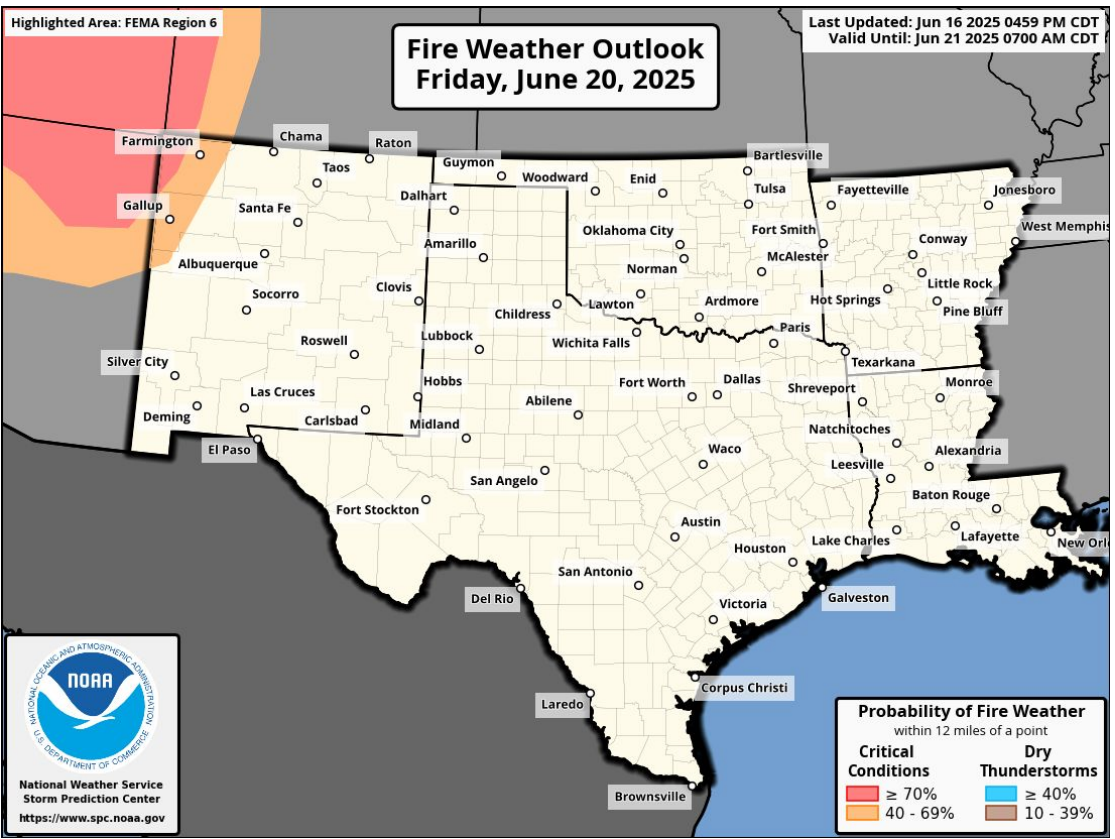 Highlighted Area: FEMA Region 6
Fire Weather Outlook
Friday, June 20, 2025
Last Updated: Jun 16 2025 0459 PM CDT
Valid Until: Jun 21 2025 0700 AM CDT
Farmington
Chama
Raton
Guymon
Bartlesville
Taos
Woodward
Enid
Tulsa
Fayetteville
Jonesboro
Gallup
Santa Fe
Dalhart
Oklahoma City
Fort Smith
West Memphis
Amarillo
Conway
Albuquerque
Norman
McAlester
Socorro
Clovis
Little Rock
Childress
Lawton
Ardmore
Hot Springs
Pine Bluff
Roswell
Lubbock
Wichita Falls
Paris
Silver City
Texarkana
Las Cruces
Hobbs
Fort Worth
Dallas
Shreveport
Monroe
Deming
Carlsbad
Abilene
Midland
Natchitoches
El Paso
Waco
Alexandria
San Angelo
Leesville
Fort Stockton
Baton Rouge
Austin
Houston
Lake Charles
Lafayette
New Orl
San Antonio
Del Rio
Victoria
Galveston
Laredo
Corpus Christi
Brownsville
NATIONAL OCEANIC AND ATMOSPHERIC ADMINISTRATION
NOAA
U.S. DEPARTMENT OF COMMERCE
National Weather Service
Storm Prediction Center
https://www.spc.noaa.gov
Probability of Fire Weather
within 12 miles of a point
Critical Conditions
≥ 70%
40 - 69%
Dry Thunderstorms
≥ 40%
10 - 39%